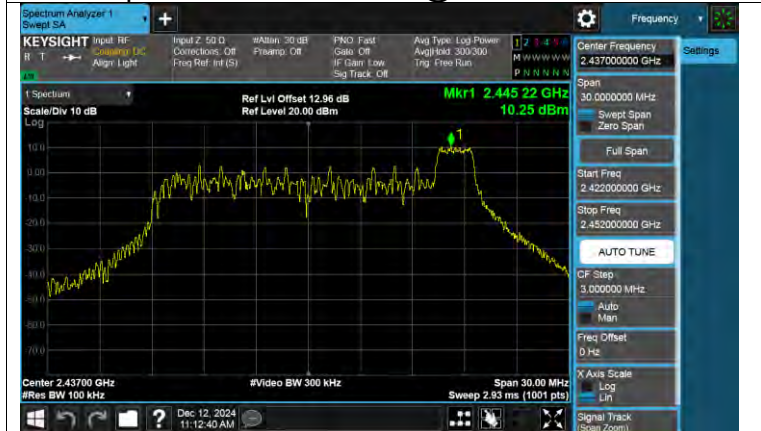 Spectrum Analyzer 1
Swept SA
Frequency
KEYSIGHT
R T
Input: RF
Coupling: DC
Align: Light
Input Z: 50 Ω
Corrections: Off
Freq Ref: Int (S)
#Atten: 30 dB
Preamp: Off
PNO: Fast
Gate: Off
IF Gain: Low
Sig Track: Off
Avg Type: Log-Power
Avg|Hold: 300/300
Trig: Free Run
1 2 3 4 5 6
M W W W W W
P N N N N N
1 Spectrum
Scale/Div 10 dB
Log
Ref Lvl Offset 12.96 dB
Ref Level 20.00 dBm
Mkr1 2.445 22 GHz
10.25 dBm
1
10.0
0.00
-10.0
-20.0
-30.0
-40.0
-50.0
-60.0
-70.0
Center 2.43700 GHz
#Res BW 100 kHz
#Video BW 300 kHz
Span 30.00 MHz
Sweep 2.93 ms (1001 pts)
Dec 12, 2024
11:12:40 AM
Center Frequency
2.437000000 GHz
Settings
Span
30.0000000 MHz
Swept Span
Zero Span
Full Span
Start Freq
2.422000000 GHz
Stop Freq
2.452000000 GHz
AUTO TUNE
CF Step
3.000000 MHz
Auto
Man
Freq Offset
0 Hz
X Axis Scale
Log
Lin
Signal Track
(Span Zoom)